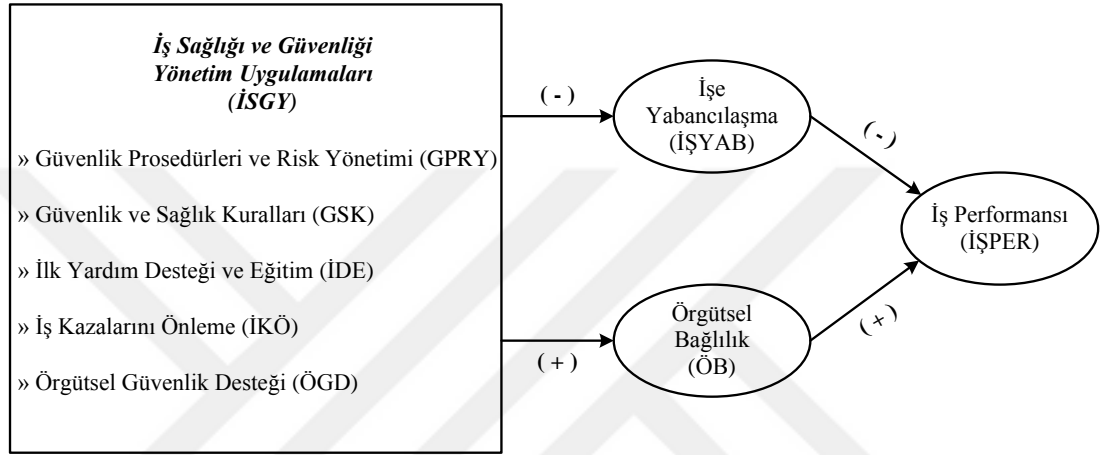 İş Sağlığı ve Güvenliği
Yönetim Uygulamaları
(İSGY)
» Güvenlik Prosedürleri ve Risk Yönetimi (GPRY)
» Güvenlik ve Sağlık Kuralları (GSK)
» İlk Yardım Desteği ve Eğitim (İDE)
» İş Kazalarını Önleme (İKÖ)
» Örgütsel Güvenlik Desteği (ÖGD)
( - )
İşe
Yabancılaşma
(İŞYAB)
( - )
İş Performansı
(İŞPER)
( + )
Örgütsel
Bağlılık
(ÖB)
( + )